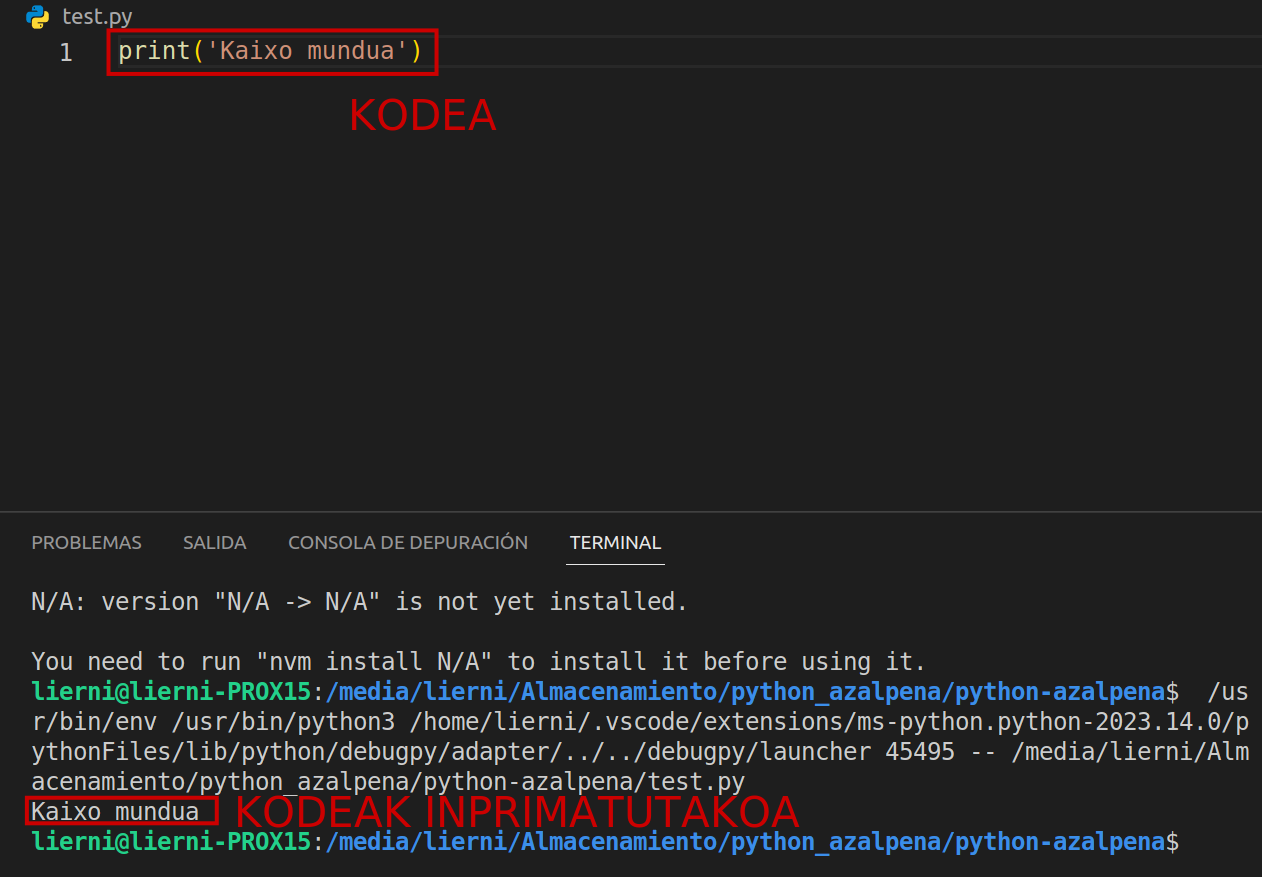 test.py
1 print('Kaixo mundua')
KODEA
PROBLEMAS SALIDA CONSOLA DE DEPURACIÓN TERMINAL
N/A: version "N/A -> N/A" is not yet installed.
You need to run "nvm install N/A" to install it before using it.
lierni@lierni-PROX15:/media/lierni/Almacenamiento/python_azalpena/python-azalpena$ /us
r/bin/env /usr/bin/python3 /home/lierni/.vscode/extensions/ms-python.python-2023.14.0/p
ythonFiles/lib/python/debugpy/adapter/../../debugpy/launcher 45495 -- /media/lierni/Alm
acenamiento/python_azalpena/python-azalpena/test.py
Kaixo mundua KODEAK INPRIMATUTAKOA
lierni@lierni-PROX15:/media/lierni/Almacenamiento/python_azalpena/python-azalpena$